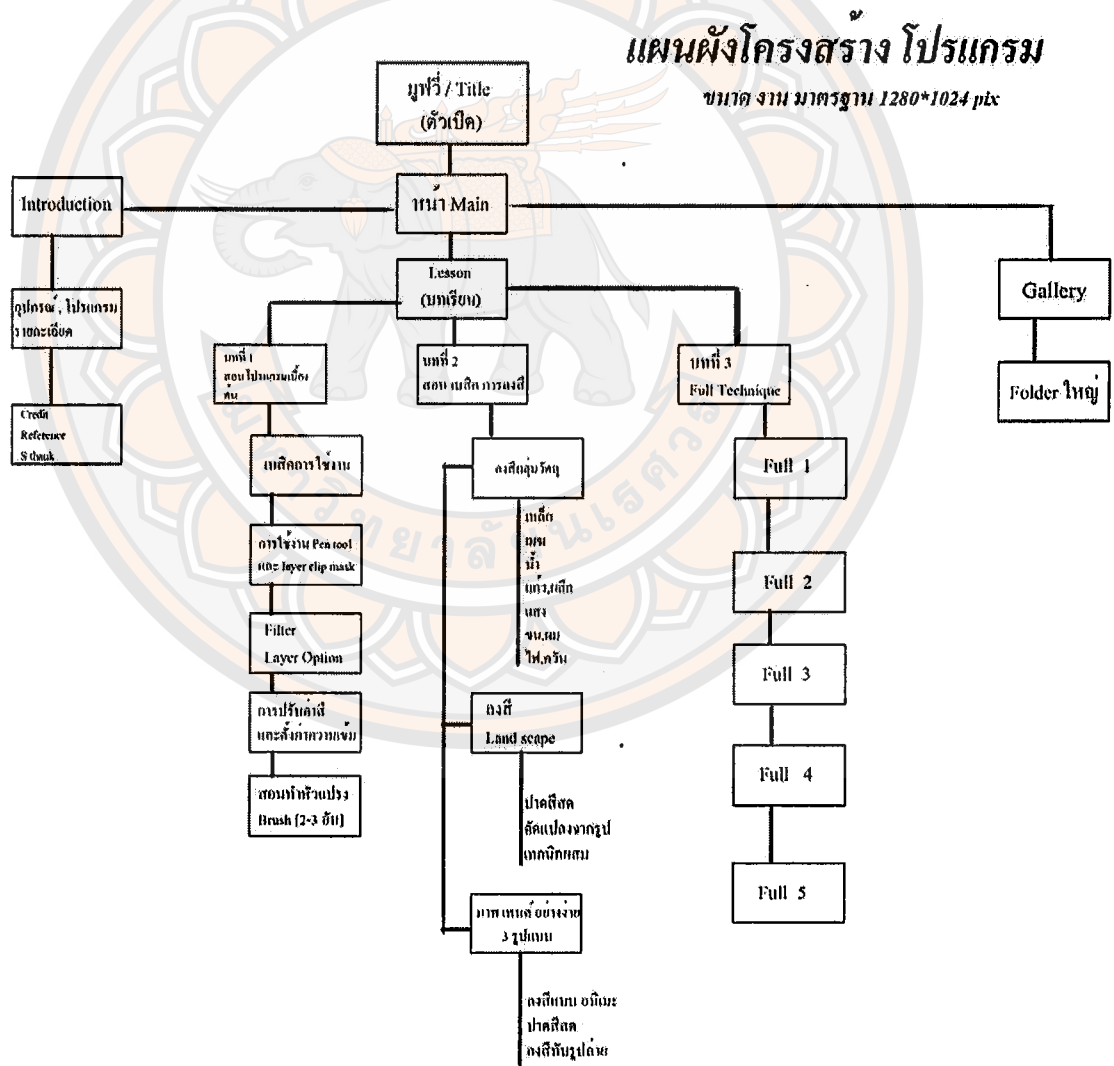 แผนผังโครงสร้าง โปรแกรม
ขนาด งาน มาตรฐาน 1280*1024 pix
มูฟวี่ / Title
(ตัวเปิด)
Introduction
หน้า Main
Lesson
(บทเรียน)
Gallery
อุปกรณ์ , โปรแกรม
รายละเอียด
บทที่ 1
สอนโปรแกรมเบื้อง
ต้น
บทที่ 2
สอน เบสิค การลงสี
บทที่ 3
Full Technique
Folder ใหญ่
Credit
Reference
เบสิคการใช้งาน
ลงสีกลุ่มวัตถุ
Full 1
เหล็ก
เมฆ
น้ำ
แก้ว,ผลึก
แสง
ขน,ผม
ไฟ,ควัน
การใช้งาน Pen tool
และ layer clip mask
Full 2
Filter
Layer Option
Full 3
การปรับค่าสี
และตั้งค่าความเข้ม
ลงสี
Land scape
Full 4
สอนทำหัวแปรง
Brush [2-3 อัน]
ปาดสีสด
ดัดแปลงจากรูป
เทคนิคผสม
Full 5
ภาพ เพนต์ อย่างง่าย
3 รูปแบบ
ลงสีแบบ อนิเมะ
ปาดสีสด
ลงสีทับรูปถ่าย
มหาวิทยาลัยนเรศวร